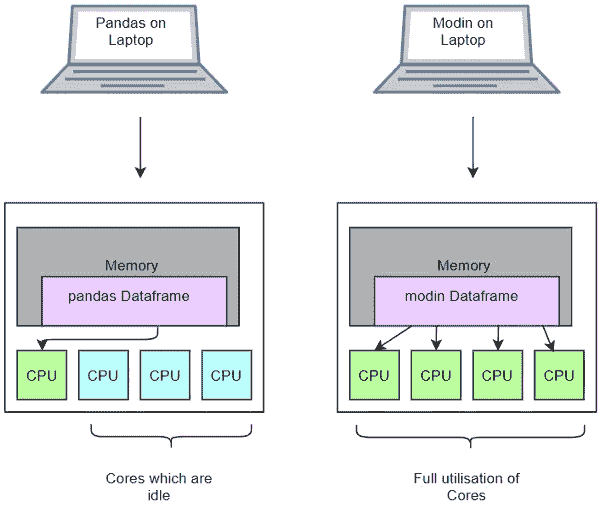 Pandas on
Laptop
Modin on
Laptop
Memory
pandas Dataframe
CPU
CPU
CPU
CPU
Cores which are
idle
Memory
modin Dataframe
CPU
CPU
CPU
CPU
Full utilisation of
Cores